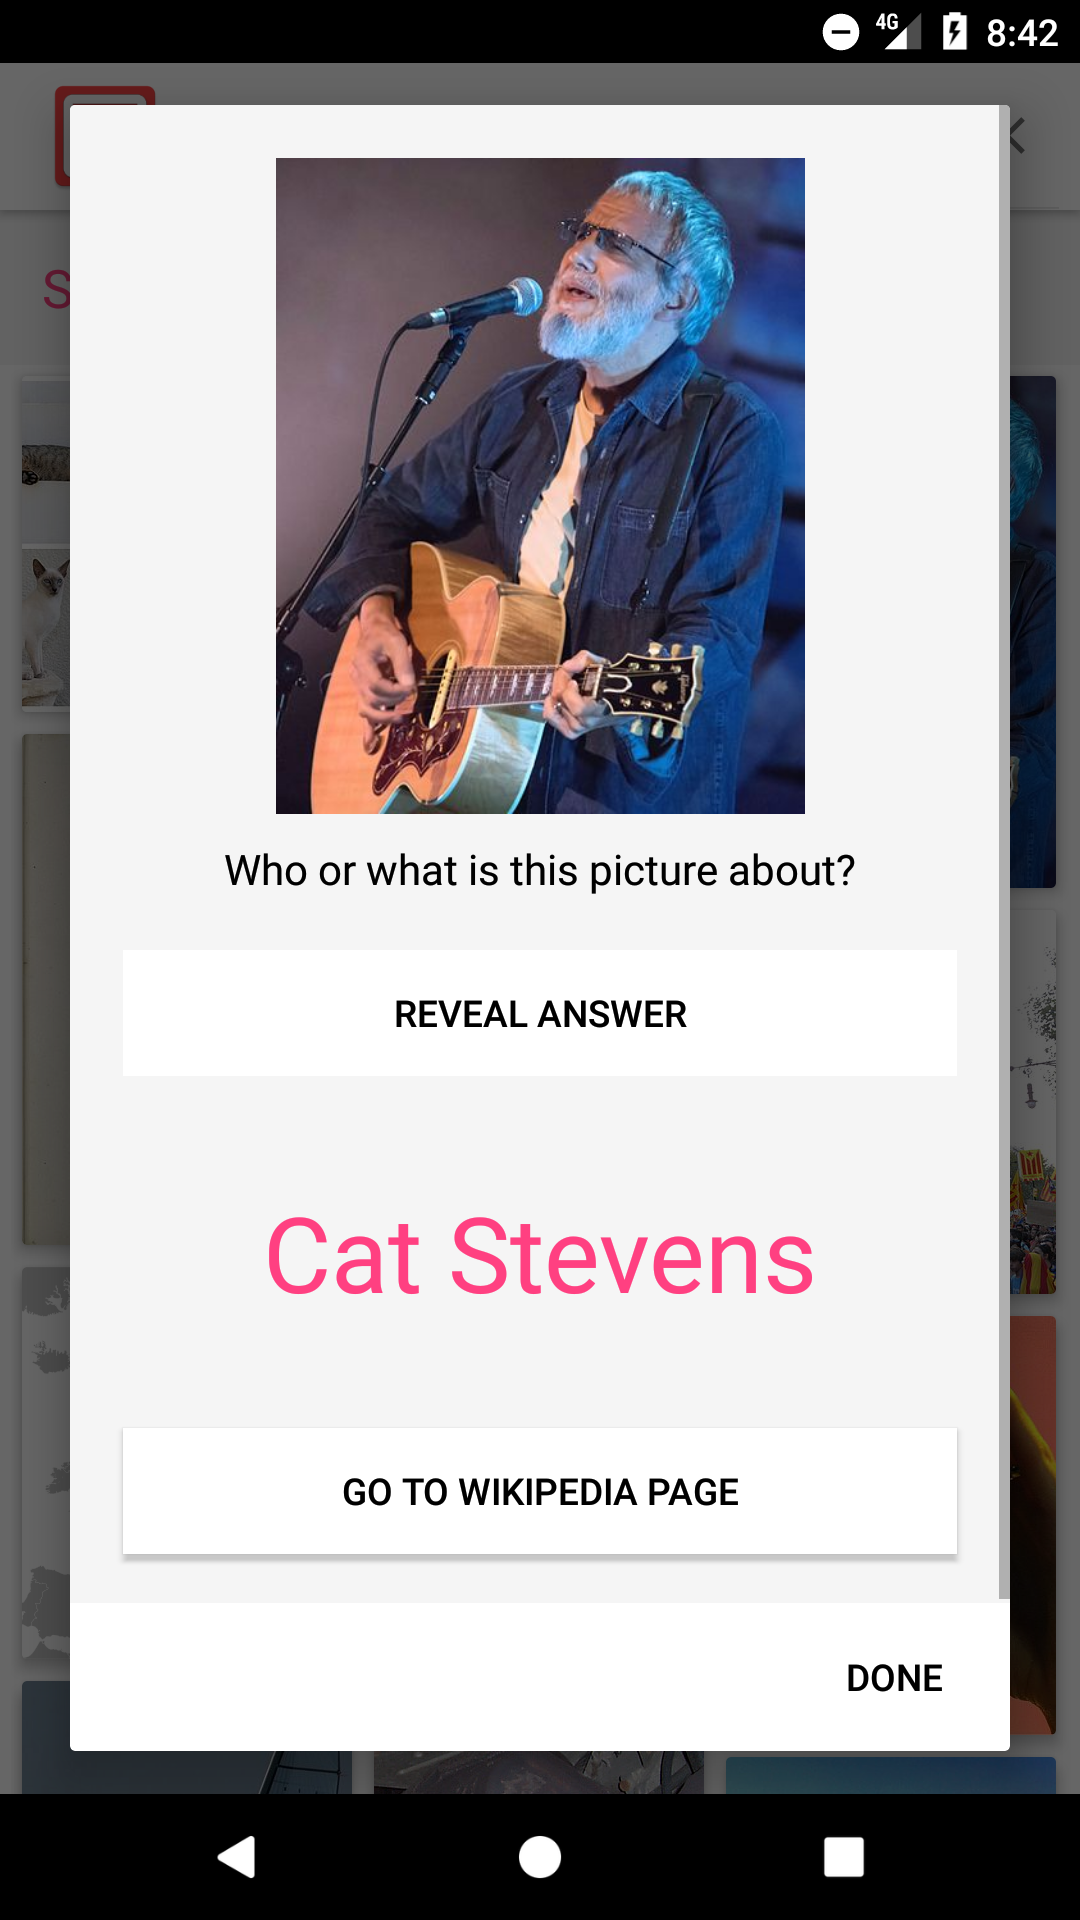 4G 8:42
S
Who or what is this picture about?
REVEAL ANSWER
Cat Stevens
GO TO WIKIPEDIA PAGE
DONE